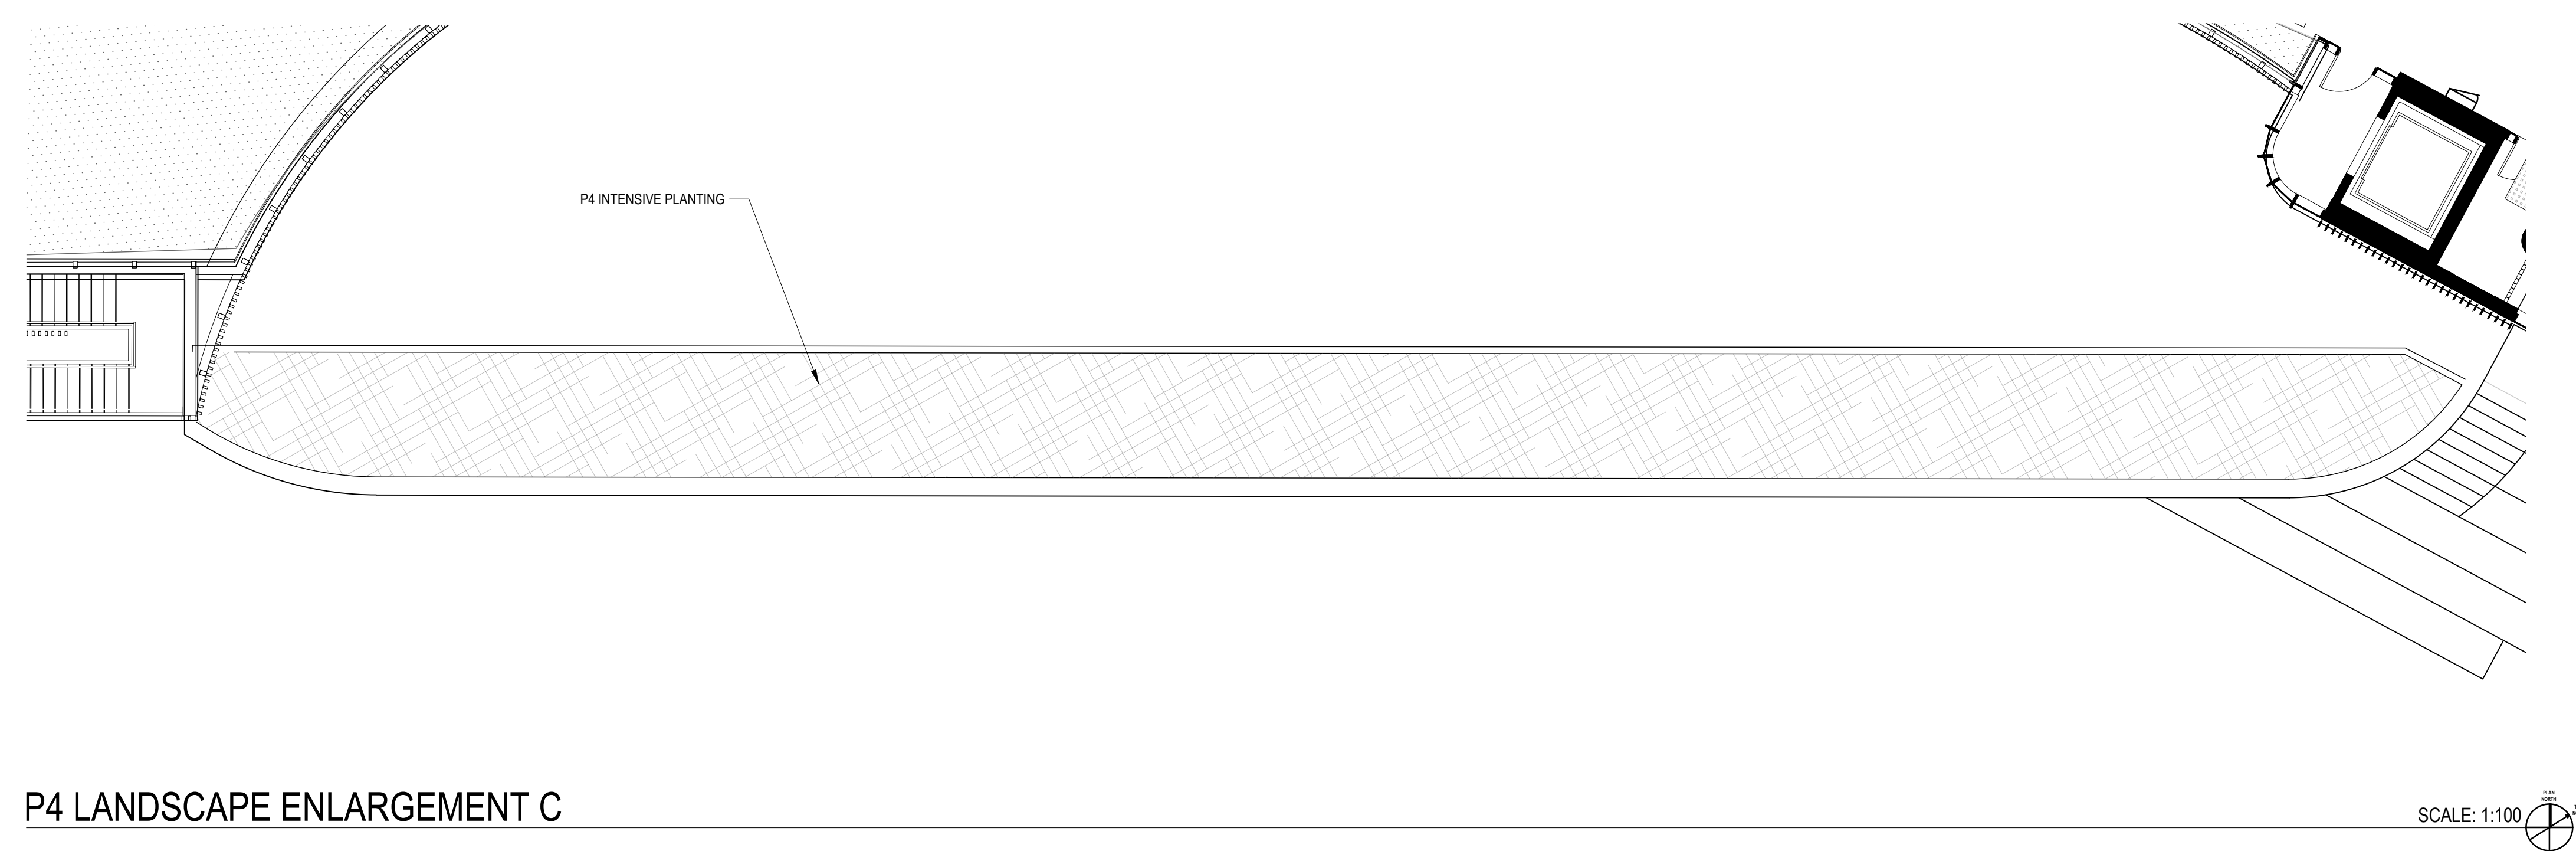 P4 INTENSIVE PLANTING
P4 LANDSCAPE ENLARGEMENT C
SCALE: 1:100
PLAN
NORTH